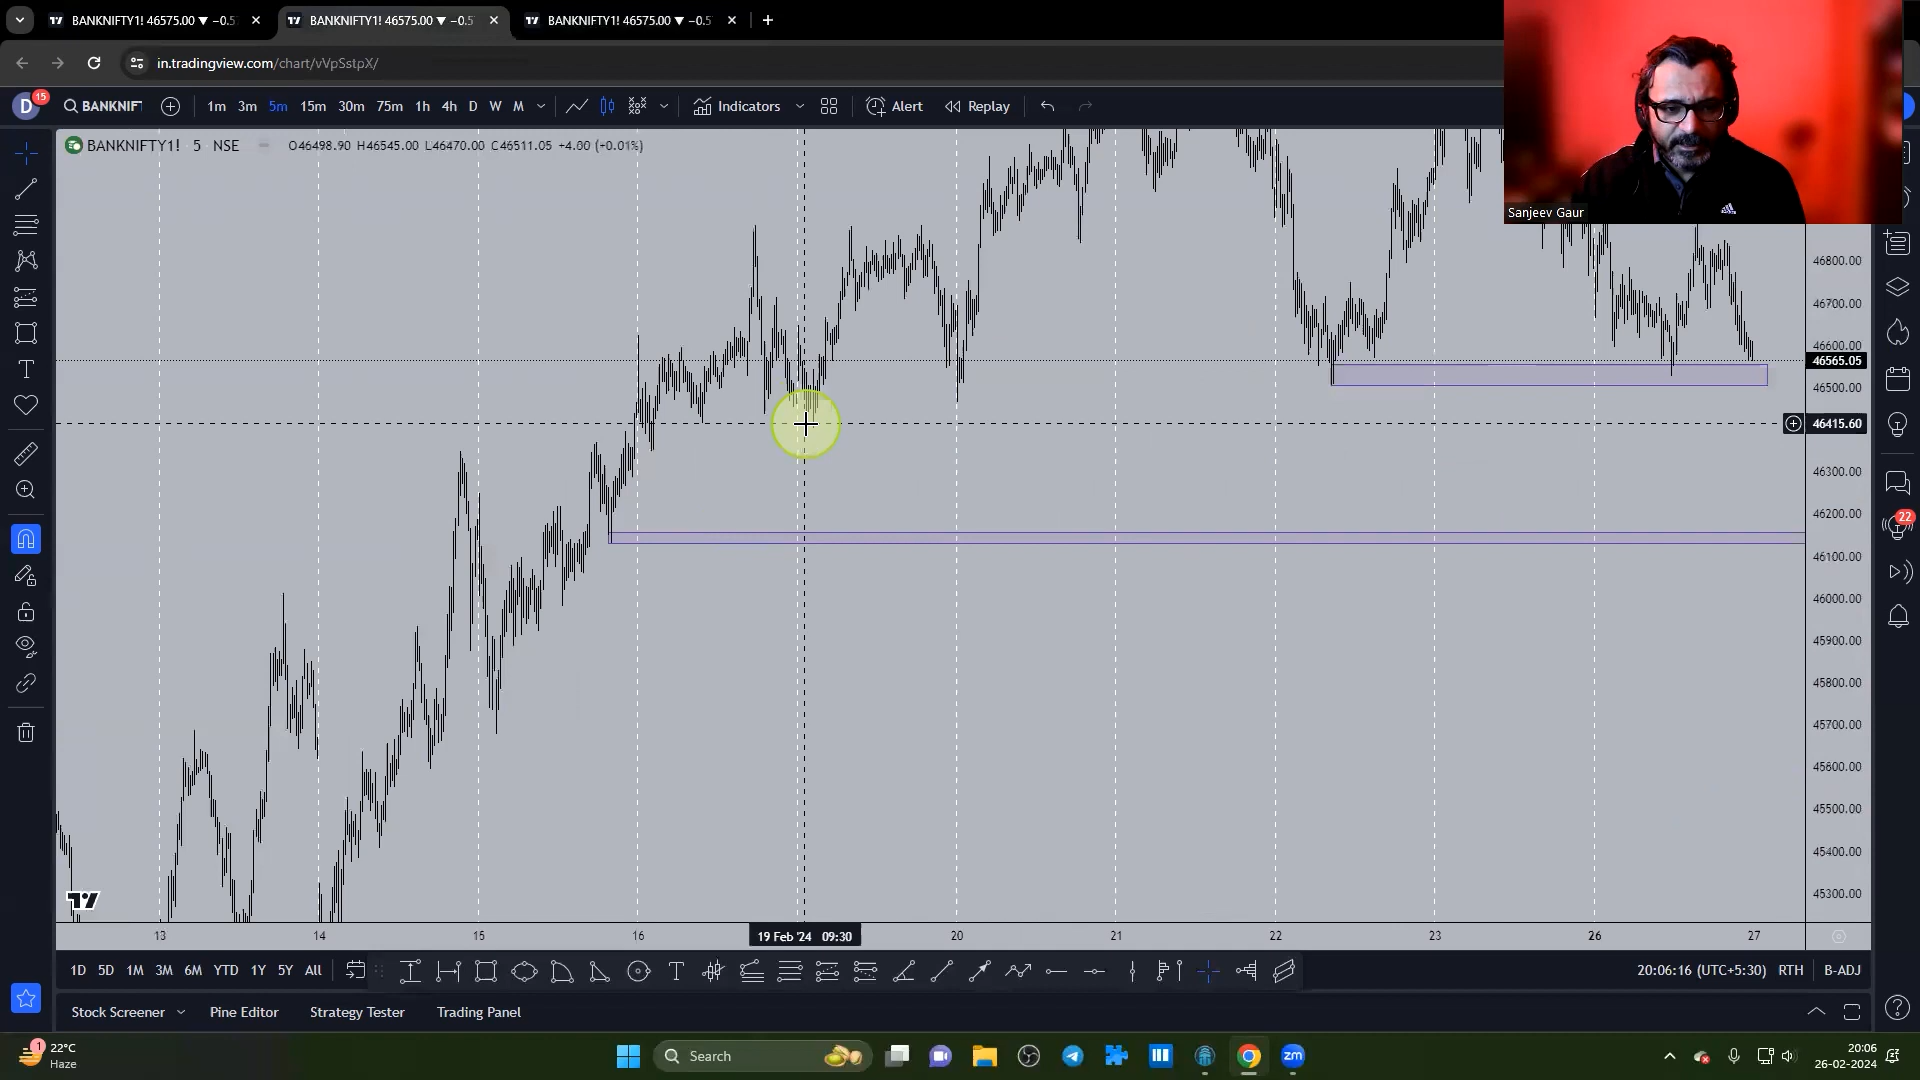 BANKNIFTY1! 46575.00 ▼ −0.5
BANKNIFTY1! 46575.00 ▼ −0.5
BANKNIFTY1! 46575.00 ▼ −0.5
in.tradingview.com/chart/vVpSstpX/
D 15 BANKNIF 1m 3m 5m 15m 30m 75m 1h 4h D W M Indicators Alert Replay
BANKNIFTY1! 5 NSE O46498.90 H46545.00 L46470.00 C46511.05 +4.00 (+0.01%)
Sanjeev Gaur
adidas
46800.00
46700.00
46600.00
46565.05
46500.00
46415.60
46300.00
46200.00
22
46100.00
46000.00
45900.00
45800.00
45700.00
45600.00
45500.00
45400.00
45300.00
13 14 15 16 19 Feb '24 09:30 20 21 22 23 26 27
1D 5D 1M 3M 6M YTD 1Y 5Y All 20:06:16 (UTC+5:30) RTH B-ADJ
Stock Screener Pine Editor Strategy Tester Trading Panel
1 22°C
Haze
Search
zm
20:06
26-02-2024